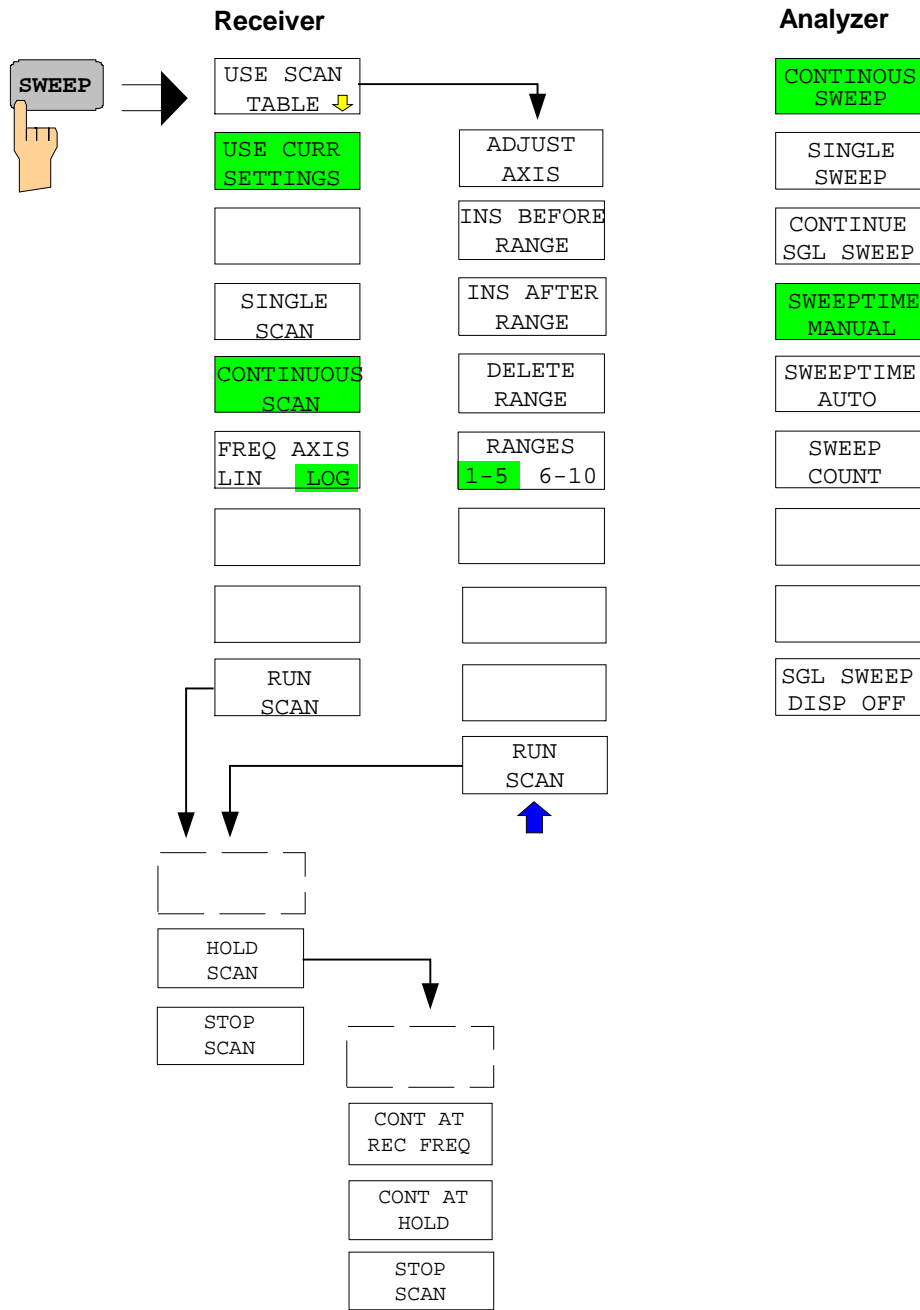 Receiver
Analyzer
SWEEP
USE SCAN
TABLE
USE CURR
SETTINGS
SINGLE
SCAN
CONTINUOUS
SCAN
FREQ AXIS
LIN LOG
RUN
SCAN
ADJUST
AXIS
INS BEFORE
RANGE
INS AFTER
RANGE
DELETE
RANGE
RANGES
1-5 6-10
RUN
SCAN
CONTINOUS
SWEEP
SINGLE
SWEEP
CONTINUE
SGL SWEEP
SWEEPTIME
MANUAL
SWEEPTIME
AUTO
SWEEP
COUNT
SGL SWEEP
DISP OFF
HOLD
SCAN
STOP
SCAN
CONT AT
REC FREQ
CONT AT
HOLD
STOP
SCAN